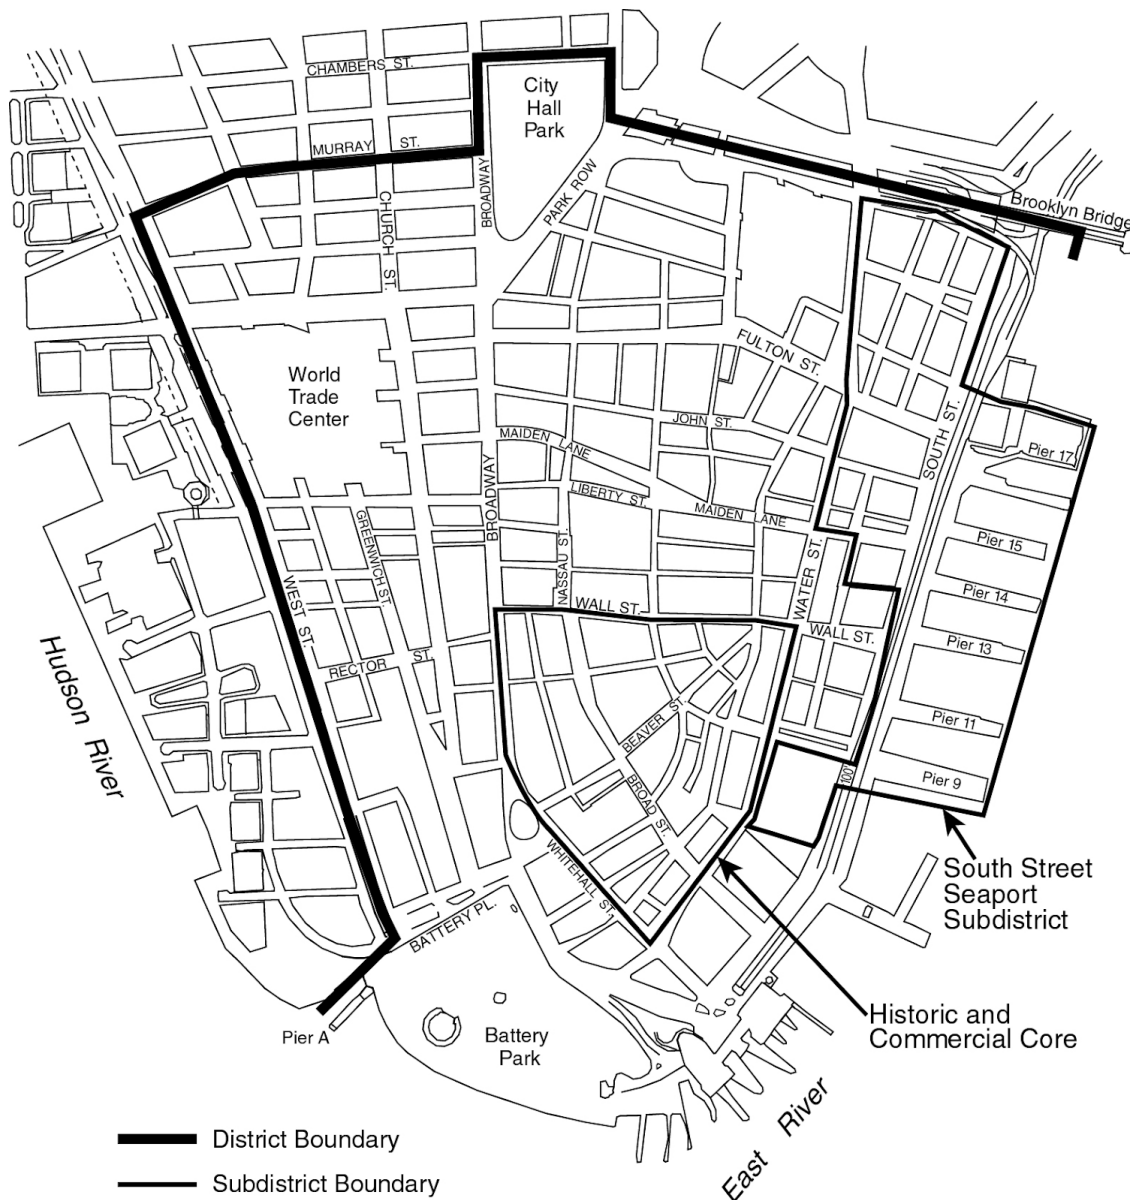 CHAMBERS ST.
City
Hall
Park
MURRAY ST.
BROADWAY
PARK ROW
CHURCH ST.
Brooklyn Bridge
World
Trade
Center
FULTON ST.
JOHN ST.
SOUTH ST.
Pier 17
MAIDEN LANE
BROADWAY
LIBERTY ST.
MAIDEN LANE
GREENWICH ST.
NASSAU ST.
WATER ST.
Pier 15
Pier 14
WEST ST.
WALL ST.
WALL ST.
Pier 13
Hudson River
RECTOR ST.
BEAVER ST.
Pier 11
BROAD ST.
100'
Pier 9
WHITEHALL ST.
South Street
Seaport
Subdistrict
BATTERY PL.
Historic and
Commercial Core
Pier A
Battery
Park
East River
District Boundary
Subdistrict Boundary